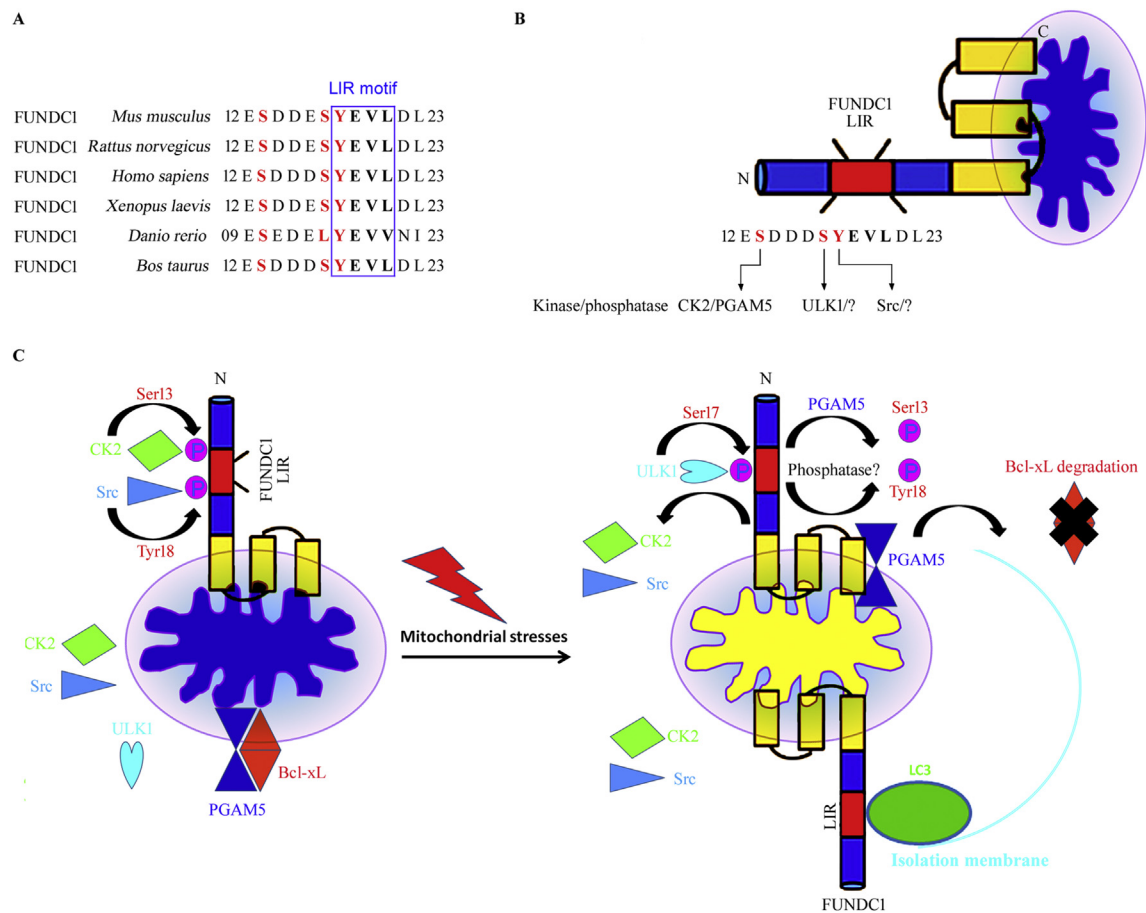 A
LIR motif
FUNDC1 Mus musculus 12 E S D D E S Y E V L D L 23
FUNDC1 Rattus norvegicus 12 E S D D E S Y E V L D L 23
FUNDC1 Homo sapiens 12 E S D D D S Y E V L D L 23
FUNDC1 Xenopus laevis 12 E S D D E S Y E V L D L 23
FUNDC1 Danio rerio 09 E S E D E L Y E V V N I 23
FUNDC1 Bos taurus 12 E S D D D S Y E V L D L 23
B
C
FUNDC1
LIR
N
12 E S D D D S Y E V L D L 23
Kinase/phosphatase CK2/PGAM5 ULK1/? Src/?
C
N
Ser13
CK2
P
Src
P
Tyr18
FUNDC1
LIR
CK2
Src
ULK1
PGAM5
Bcl-xL
Mitochondrial stresses
N
Ser17
ULK1
P
PGAM5
Phosphatase?
Ser13
P
P
Tyr18
Bcl-xL degradation
CK2
Src
PGAM5
CK2
Src
LC3
LIR
Isolation membrane
FUNDC1